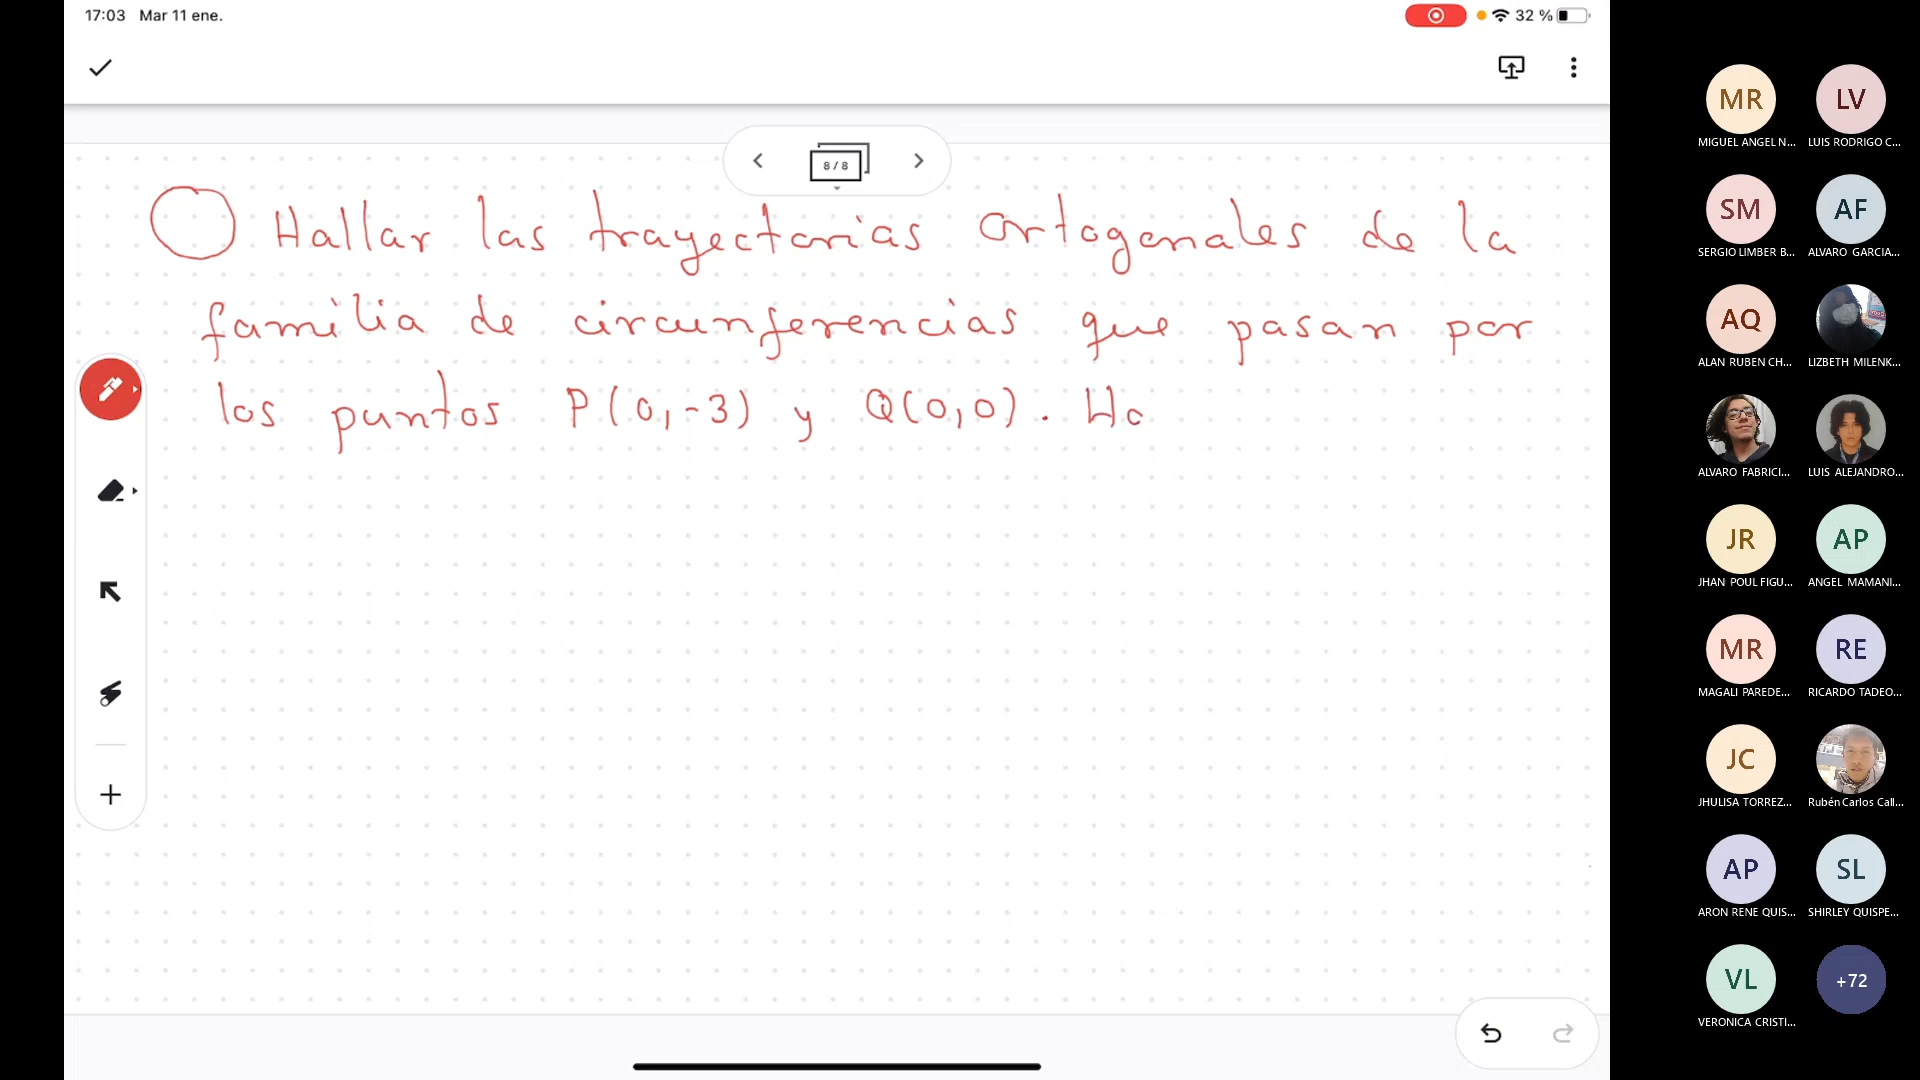 17:03 Mar 11 ene.
32 %
8 / 8
Hallar las trayectorias ortogonales de la
familia de circunferencias que pasan por
los puntos P(0,-3) y Q(0,0). Ha
MR LV
MIGUEL ANGEL N... LUIS RODRIGO C...
SM AF
SERGIO LIMBER B... ALVARO GARCIA...
AQ
ALAN RUBEN CH... LIZBETH MILENK...
ALVARO FABRICI... LUIS ALEJANDRO...
JR AP
JHAN POUL FIGU... ANGEL MAMANI...
MR RE
MAGALI PAREDE... RICARDO TADEO...
JC
JHULISA TORREZ... Rubén Carlos Call...
AP SL
ARON RENE QUIS... SHIRLEY QUISPE...
VL +72
VERONICA CRISTI...